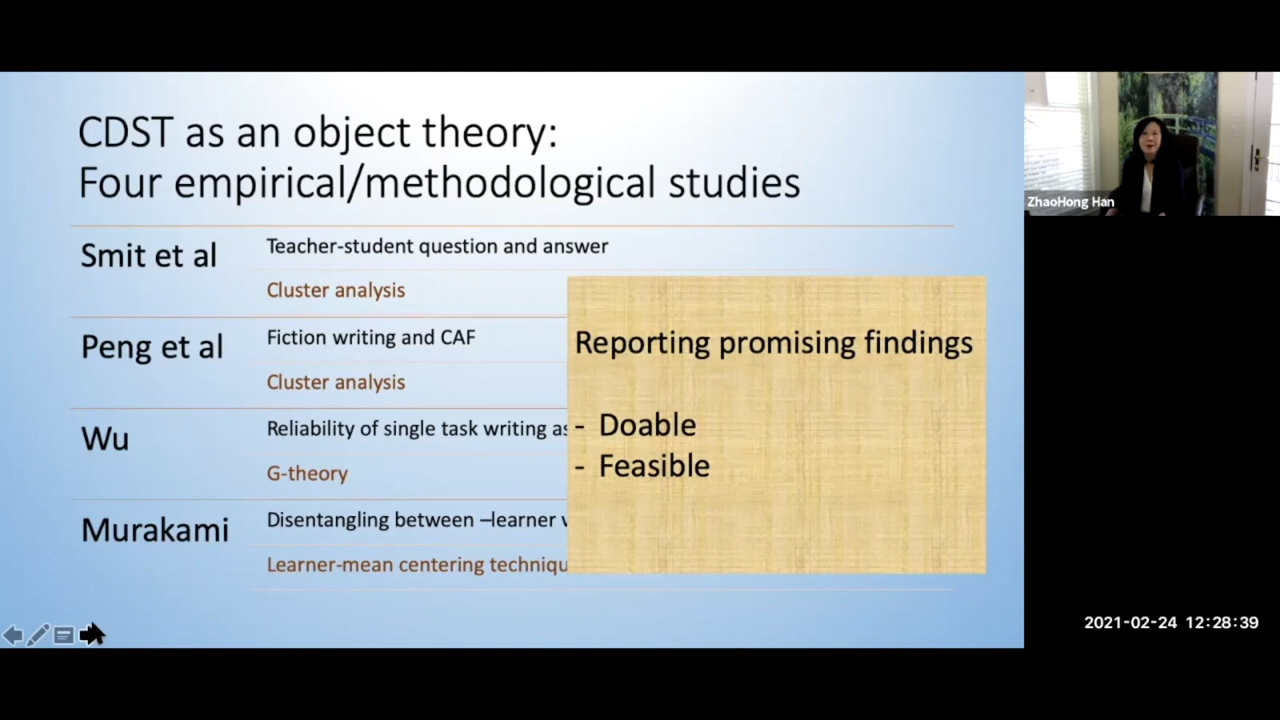 CDST as an object theory:
Four empirical/methodological studies
Smit et al
Teacher-student question and answer
Cluster analysis
Peng et al
Fiction writing and CAF
Cluster analysis
Wu
Reliability of single task writing as
G-theory
Murakami
Disentangling between –learner v
Learner-mean centering techniqu
Reporting promising findings
- Doable
- Feasible
ZhaoHong Han
2021-02-24 12:28:39